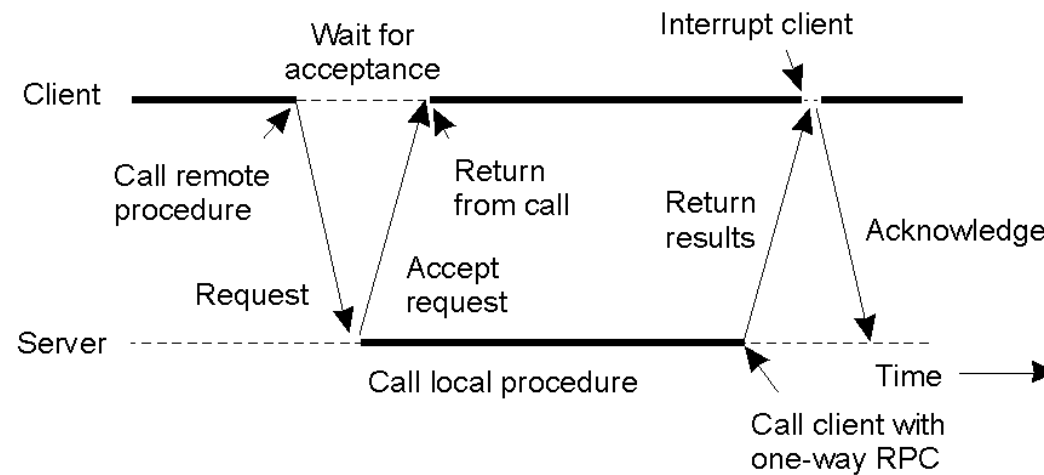 Interrupt client
Wait for
acceptance
Client
Call remote
procedure
Return
from call
Return
results
Acknowledge
Request
Accept
request
Server
Call local procedure
Time
Call client with
one-way RPC